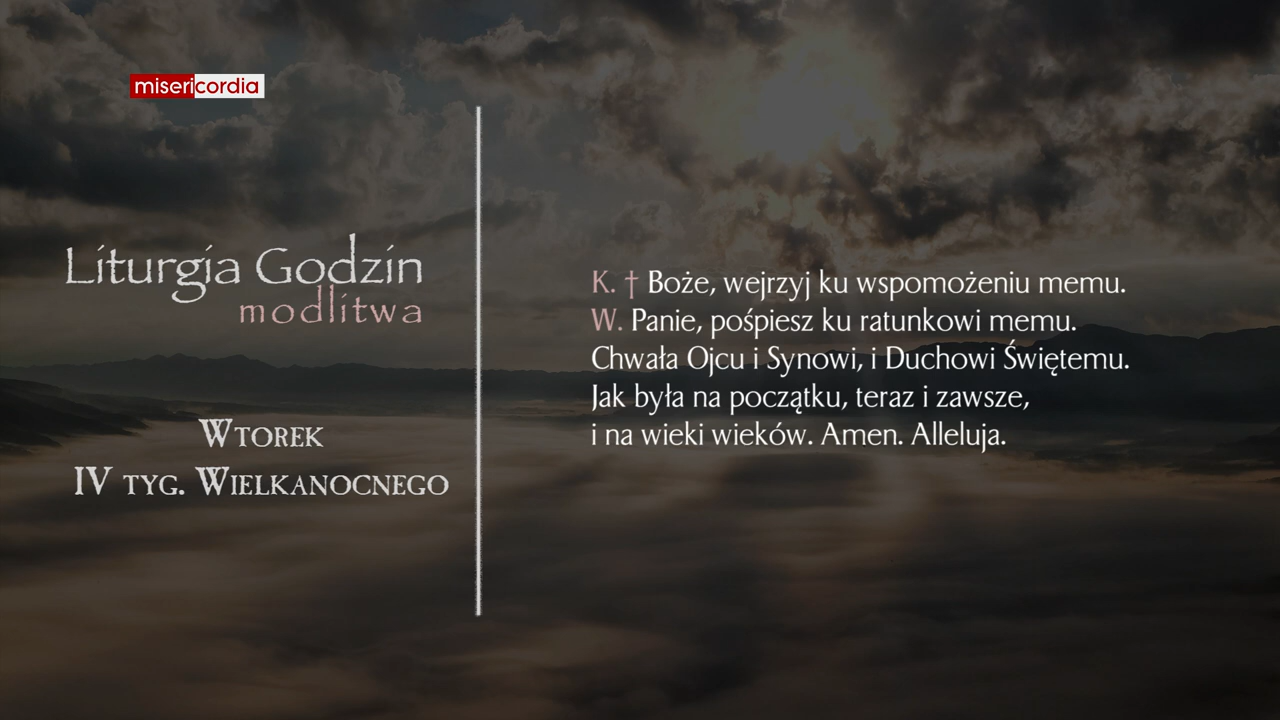 misericordia
Liturgia Godzin
modlitwa
Wtorek
IV tyg. Wielkanocnego
K. † Boże, wejrzyj ku wspomożeniu memu.
W. Panie, pośpiesz ku ratunkowi memu.
Chwała Ojcu i Synowi, i Duchowi Świętemu.
Jak była na początku, teraz i zawsze,
i na wieki wieków. Amen. Alleluja.